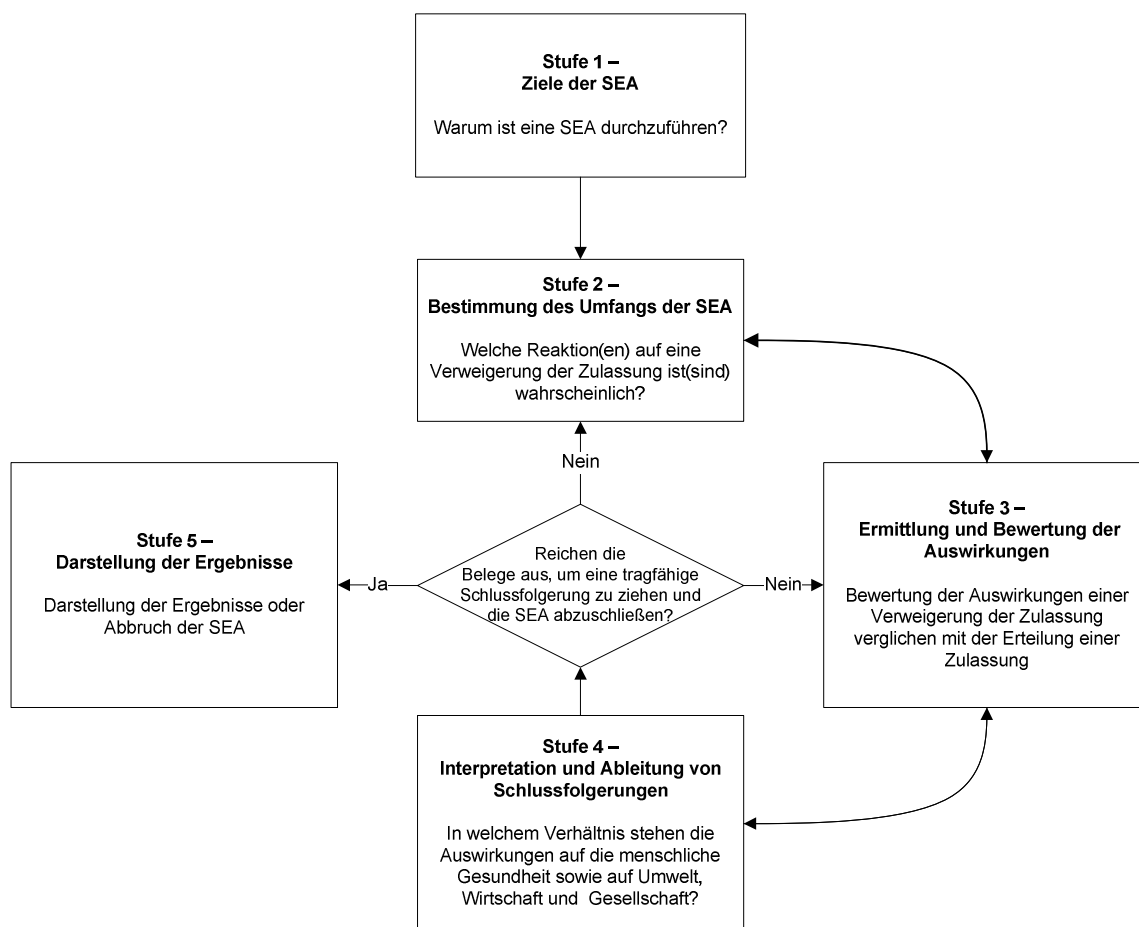 Stufe 1 –
Ziele der SEA
Warum ist eine SEA durchzuführen?
Stufe 2 –
Bestimmung des Umfangs der SEA
Welche Reaktion(en) auf eine
Verweigerung der Zulassung ist(sind)
wahrscheinlich?
Nein
Stufe 5 –
Darstellung der Ergebnisse
Darstellung der Ergebnisse oder
Abbruch der SEA
Ja
Reichen die
Belege aus, um eine tragfähige
Schlussfolgerung zu ziehen und
die SEA abzuschließen?
Nein
Stufe 3 –
Ermittlung und Bewertung der
Auswirkungen
Bewertung der Auswirkungen einer
Verweigerung der Zulassung
verglichen mit der Erteilung einer
Zulassung
Stufe 4 –
Interpretation und Ableitung von
Schlussfolgerungen
In welchem Verhältnis stehen die
Auswirkungen auf die menschliche
Gesundheit sowie auf Umwelt,
Wirtschaft und Gesellschaft?